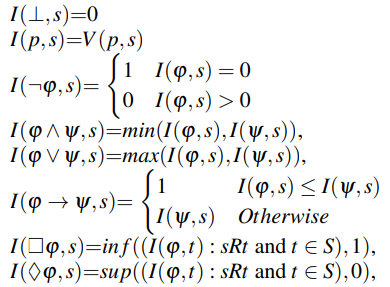 I(⊥,s)=0
I(p,s)=V(p,s)
I(¬φ,s)= { 1 I(φ,s) = 0
0 I(φ,s) > 0
I(φ ∧ ψ,s)=min(I(φ,s),I(ψ,s)),
I(φ ∨ ψ,s)=max(I(φ,s),I(ψ,s)),
I(φ → ψ,s)= { 1 I(φ,s) ≤ I(ψ,s)
I(ψ,s) Otherwise
I(□φ,s)=inf((I(φ,t) : sRt and t ∈ S),1),
I(◊φ,s)=sup((I(φ,t) : sRt and t ∈ S),0),